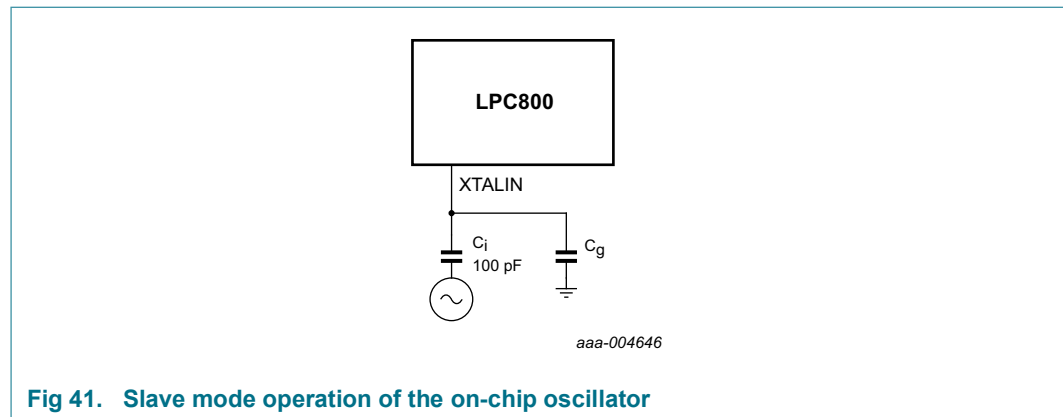 LPC800
XTALIN
Ci
100 pF
Cg
aaa-004646
Fig 41. Slave mode operation of the on-chip oscillator